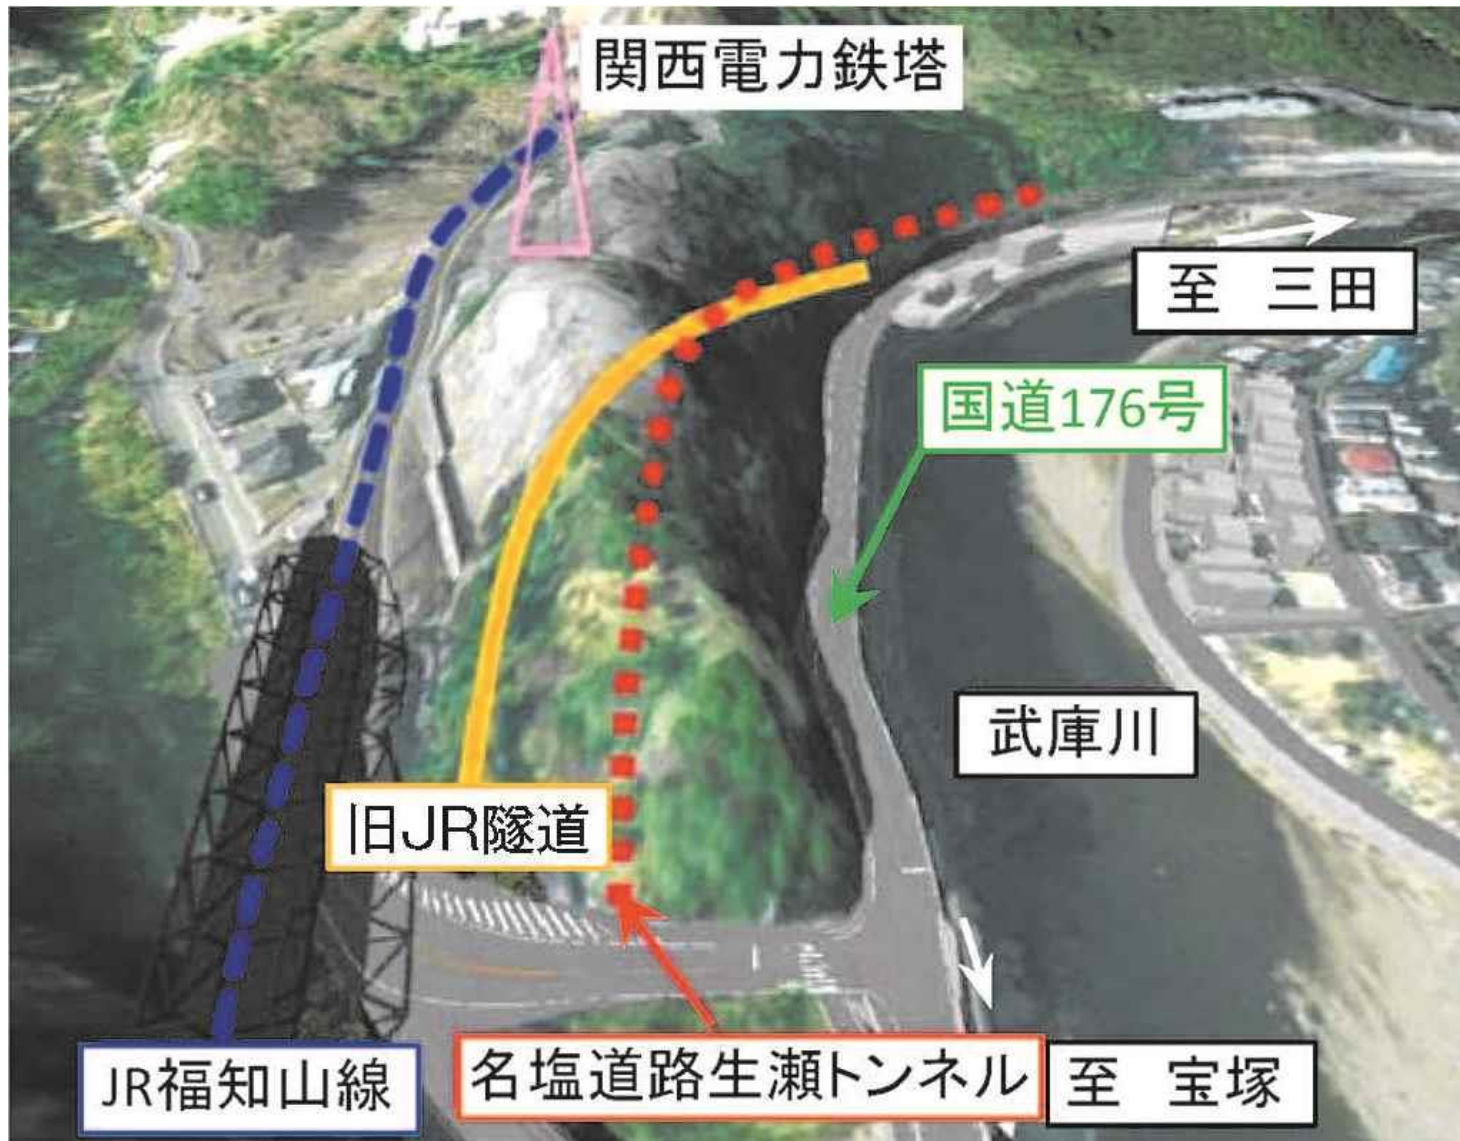 関西電力鉄塔
至 三田
国道176号
武庫川
旧JR隧道
JR福知山線
名塩道路生瀬トンネル
至 宝塚